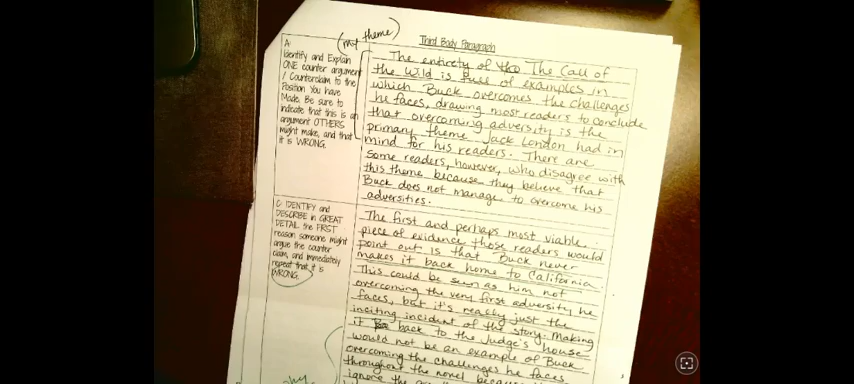 (my theme)
Third Body Paragraph
A:
Identify and Explain
ONE counter argument
/ Counterclaim to the
Position You have
Made. Be sure to
indicate that this is an
argument OTHERS
might make, and that
it is WRONG.
The entirety of The Call of
the Wild is full of examples in
which Buck overcomes the challenges
he faces, drawing most readers to conclude
that overcoming adversity is the
primary theme Jack London had in
mind for his readers. There are
some readers, however, who disagree with
this theme because they believe that
Buck does not manage to overcome his
adversities.
C: IDENTIFY and
DESCRIBE in GREAT
DETAIL the FIRST
reason someone might
argue the counter
claim, and immediately
repeat that it is
WRONG.
The first and perhaps most viable
piece of evidence those readers would
point out is that Buck never
makes it back home to California.
This could be seen as him not
overcoming the very first adversity he
faces, but it's really just the
inciting incident of the story. Making
it back to the Judge's house
would not be an example of Buck
overcoming the challenges he faces
throughout the novel because
ignore the